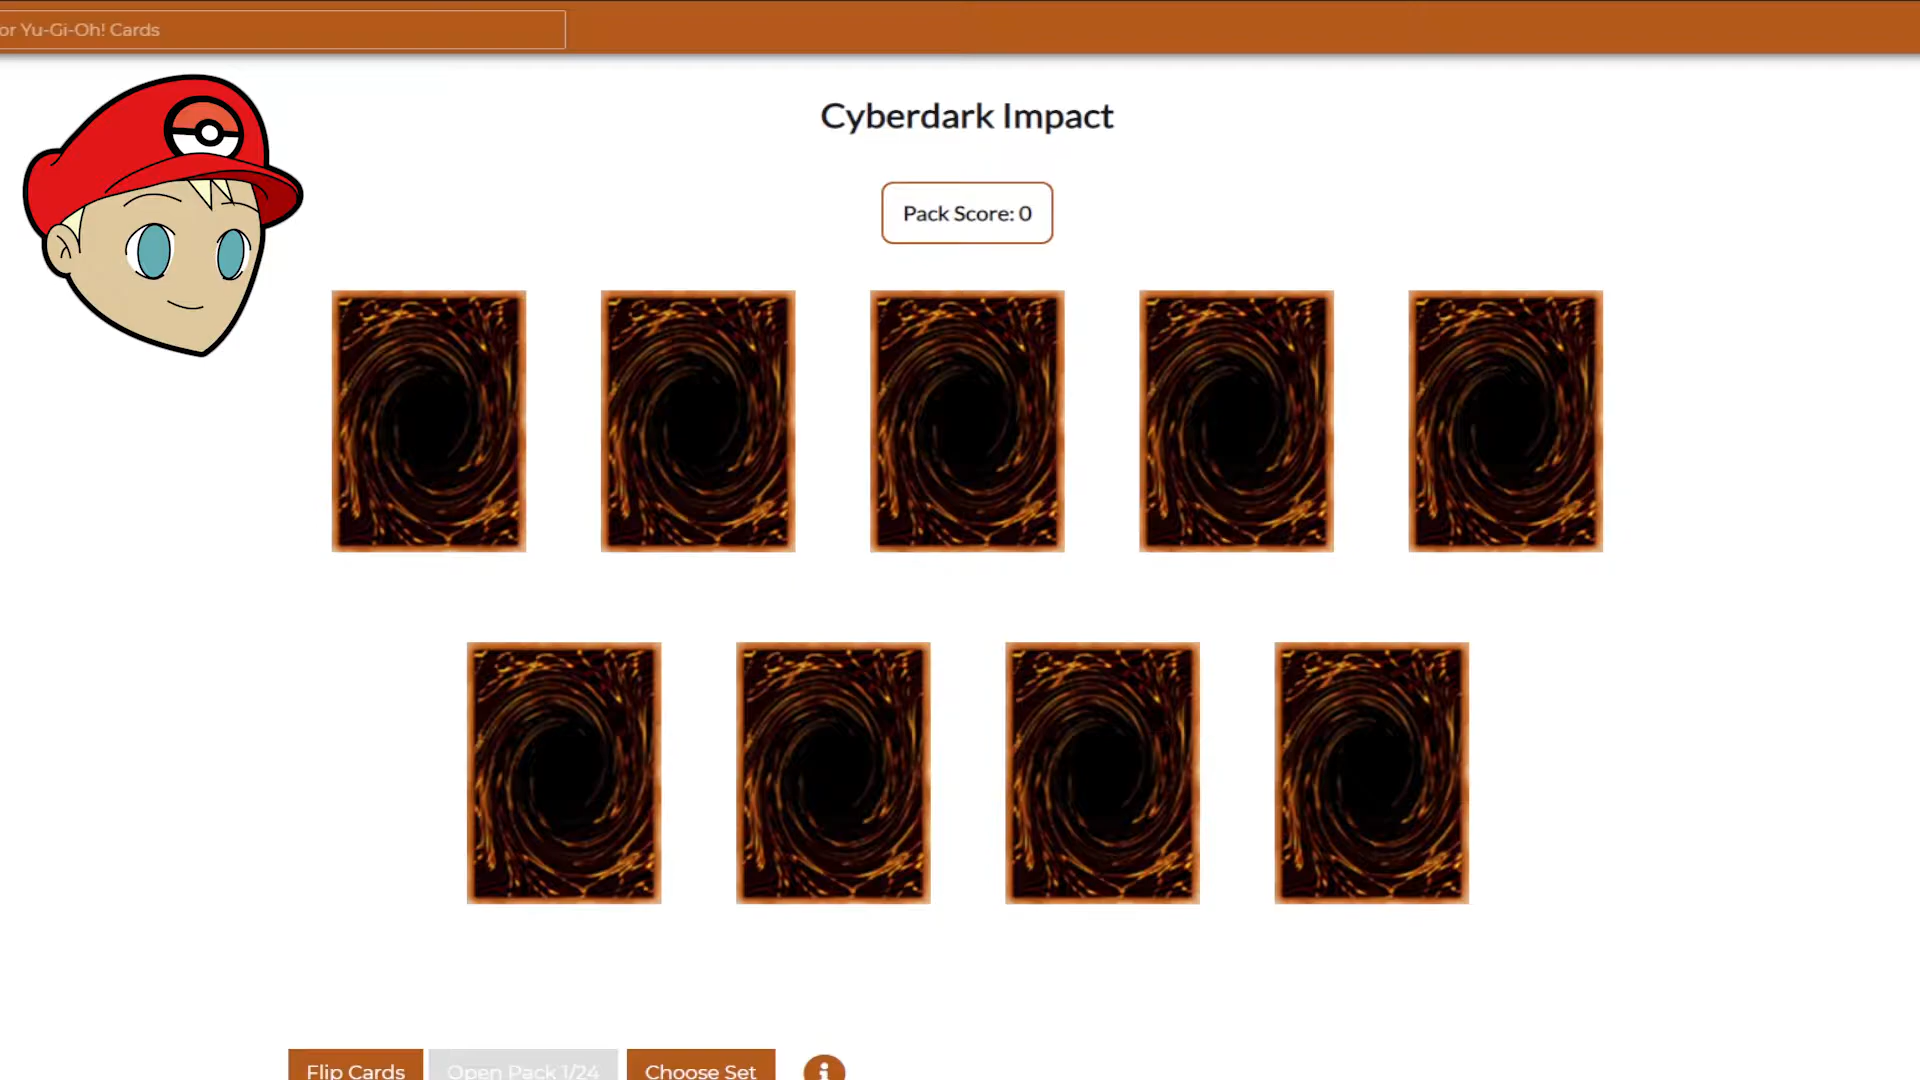 or Yu-Gi-Oh! Cards
Cyberdark Impact
Pack Score: 0
Flip Cards
Open Pack 1/24
Choose Set
i